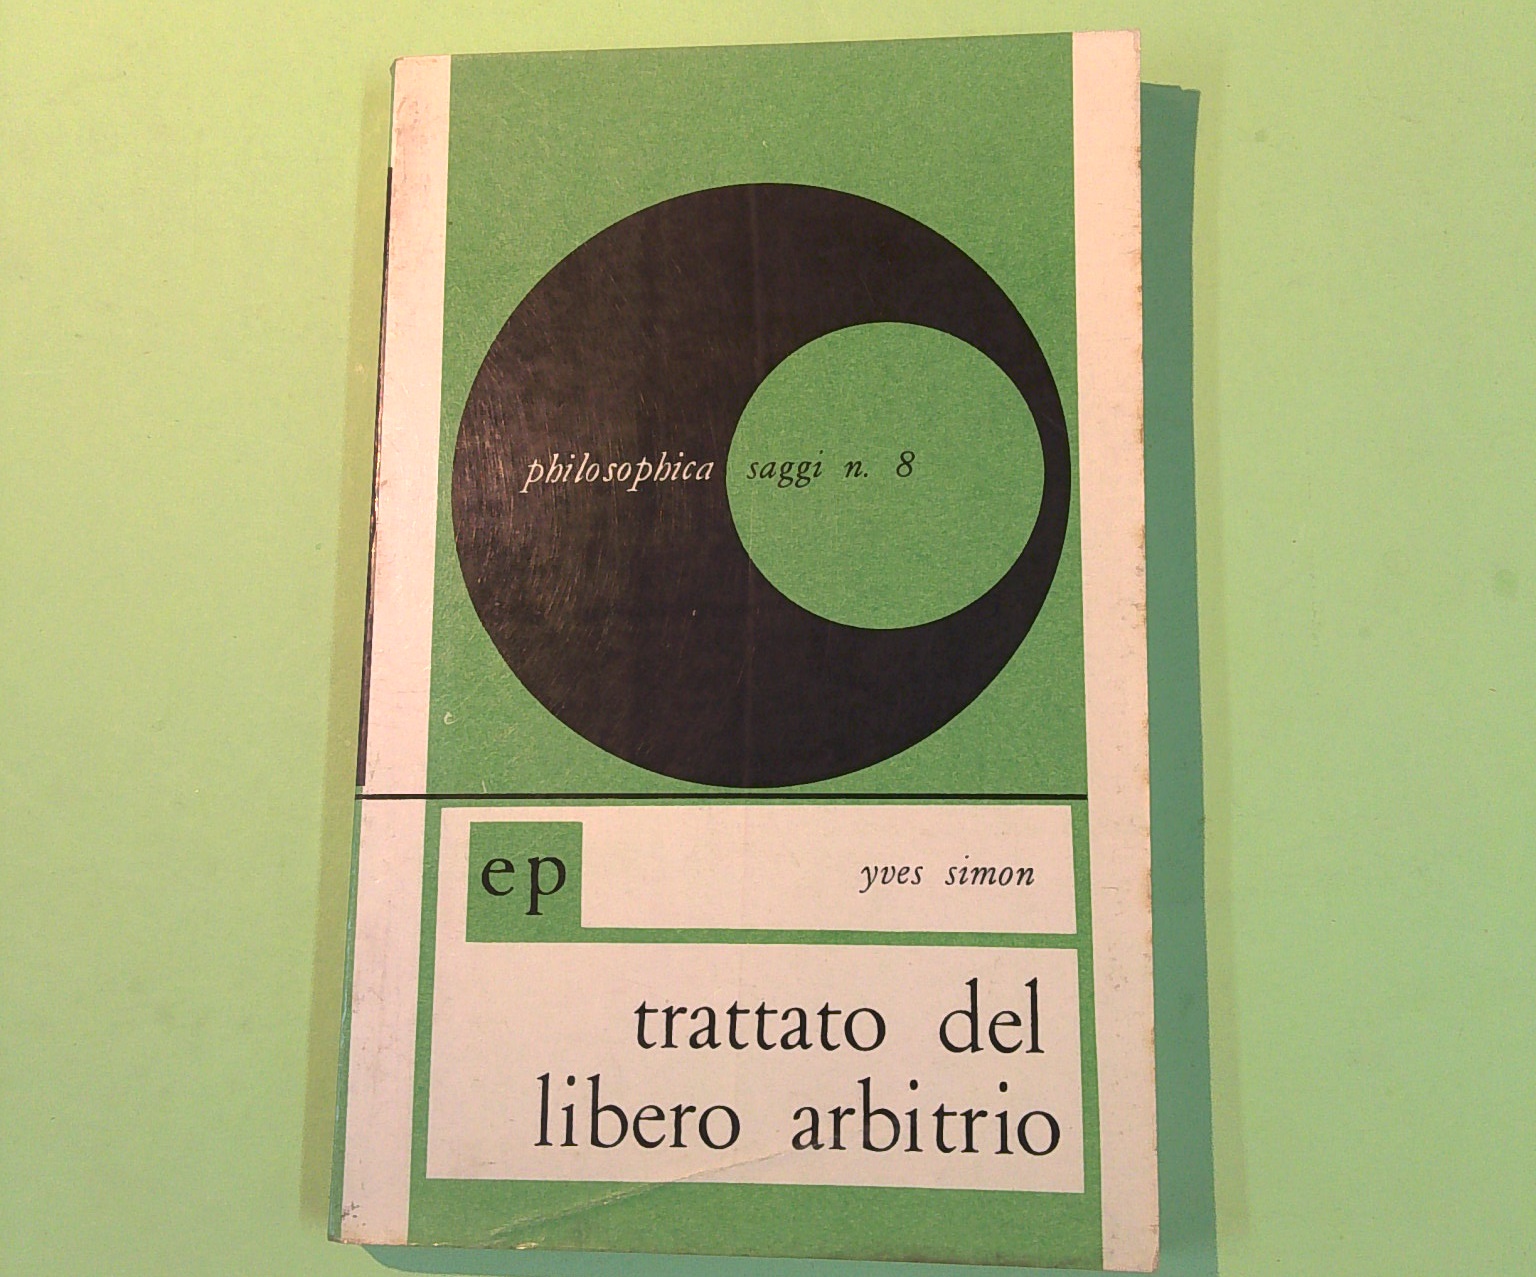 philosophica saggi n. 8
ep
yves simon
trattato del
libero arbitrio